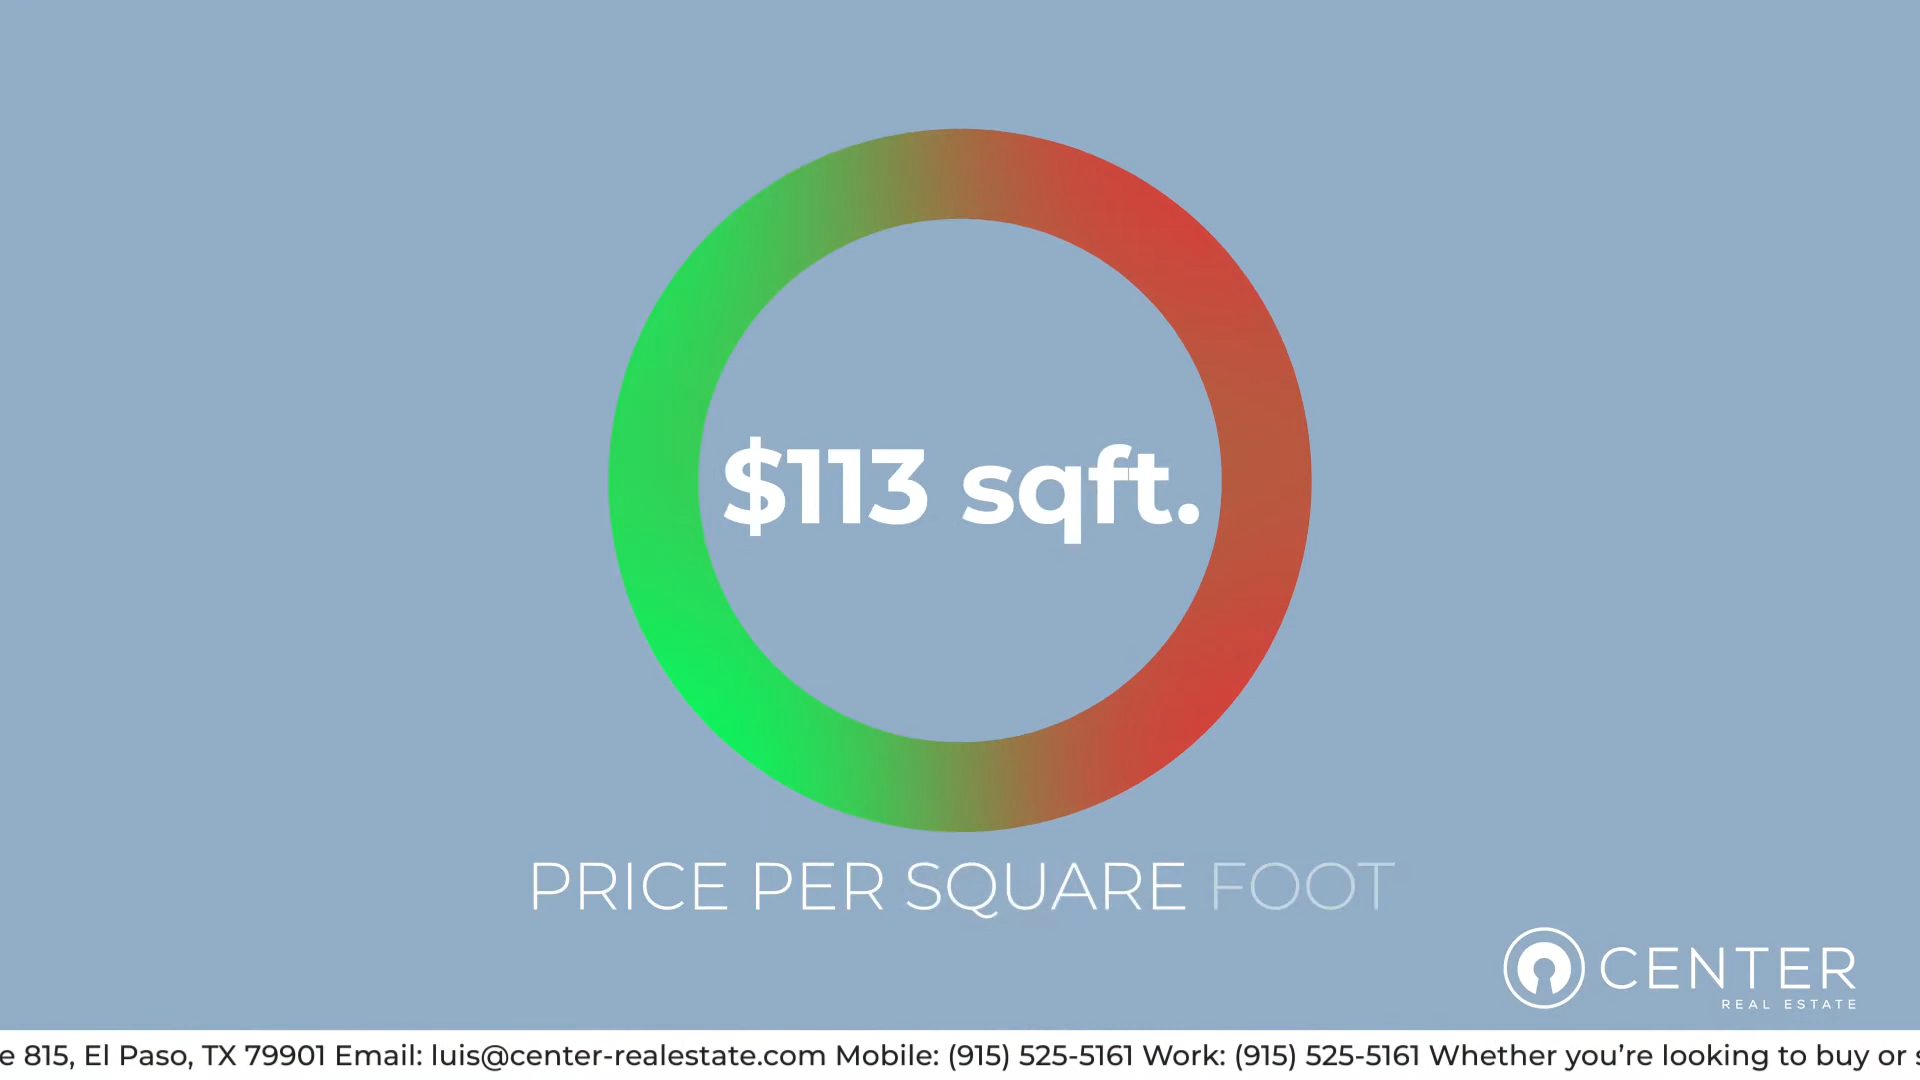 $113 sqft.
PRICE PER SQUARE FOOT
CENTER
REAL ESTATE
e 815, El Paso, TX 79901 Email: luis@center-realestate.com Mobile: (915) 525-5161 Work: (915) 525-5161 Whether you’re looking to buy or s